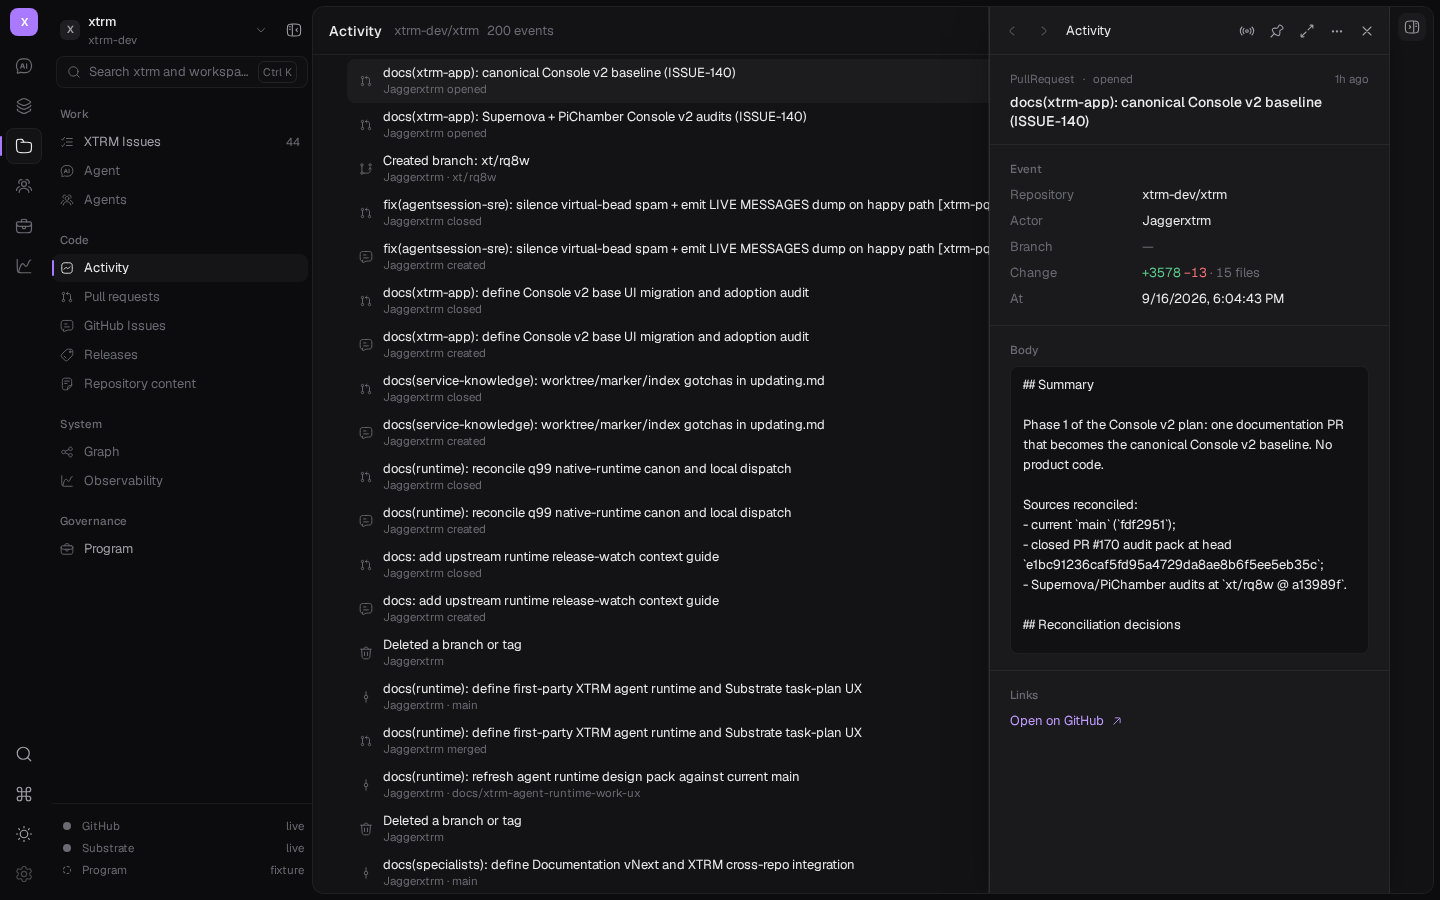 X
X
xtrm
xtrm-dev
Search xtrm and workspa...
Ctrl K
Work
XTRM Issues
44
Agent
Agents
Code
Activity
Pull requests
GitHub Issues
Releases
Repository content
System
Graph
Observability
Governance
Program
GitHub
live
Substrate
live
Program
fixture
Activity
xtrm-dev/xtrm
200 events
docs(xtrm-app): canonical Console v2 baseline (ISSUE-140)
Jaggerxtrm opened
docs(xtrm-app): Supernova + PiChamber Console v2 audits (ISSUE-140)
Jaggerxtrm opened
Created branch: xt/rq8w
Jaggerxtrm · xt/rq8w
fix(agentsession-sre): silence virtual-bead spam + emit LIVE MESSAGES dump on happy path [xtrm-po
Jaggerxtrm closed
fix(agentsession-sre): silence virtual-bead spam + emit LIVE MESSAGES dump on happy path [xtrm-po
Jaggerxtrm created
docs(xtrm-app): define Console v2 base UI migration and adoption audit
Jaggerxtrm closed
docs(xtrm-app): define Console v2 base UI migration and adoption audit
Jaggerxtrm created
docs(service-knowledge): worktree/marker/index gotchas in updating.md
Jaggerxtrm closed
docs(service-knowledge): worktree/marker/index gotchas in updating.md
Jaggerxtrm created
docs(runtime): reconcile q99 native-runtime canon and local dispatch
Jaggerxtrm closed
docs(runtime): reconcile q99 native-runtime canon and local dispatch
Jaggerxtrm created
docs: add upstream runtime release-watch context guide
Jaggerxtrm closed
docs: add upstream runtime release-watch context guide
Jaggerxtrm created
Deleted a branch or tag
Jaggerxtrm
docs(runtime): define first-party XTRM agent runtime and Substrate task-plan UX
Jaggerxtrm · main
docs(runtime): define first-party XTRM agent runtime and Substrate task-plan UX
Jaggerxtrm merged
docs(runtime): refresh agent runtime design pack against current main
Jaggerxtrm · docs/xtrm-agent-runtime-work-ux
Deleted a branch or tag
Jaggerxtrm
docs(specialists): define Documentation vNext and XTRM cross-repo integration
Jaggerxtrm · main
Activity
PullRequest · opened
1h ago
docs(xtrm-app): canonical Console v2 baseline
(ISSUE-140)
Event
Repository
xtrm-dev/xtrm
Actor
Jaggerxtrm
Branch
—
Change
+3578 −13 · 15 files
At
9/16/2026, 6:04:43 PM
Body
## Summary
Phase 1 of the Console v2 plan: one documentation PR
that becomes the canonical Console v2 baseline. No
product code.
Sources reconciled:
- current `main` (`fdf2951`);
- closed PR #170 audit pack at head
`e1bc91236caf5fd95a4729da8ae8b6f5ee5eb35c`;
- Supernova/PiChamber audits at `xt/rq8w @ a13989f`.
## Reconciliation decisions
Links
Open on GitHub